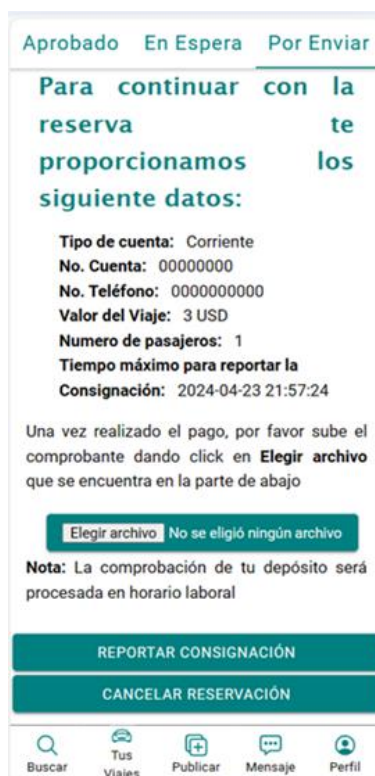 Aprobado En Espera Por Enviar
Para continuar con la
reserva te
proporcionamos los
siguiente datos:
Tipo de cuenta: Corriente
No. Cuenta: 00000000
No. Teléfono: 0000000000
Valor del Viaje: 3 USD
Numero de pasajeros: 1
Tiempo máximo para reportar la
Consignación: 2024-04-23 21:57:24
Una vez realizado el pago, por favor sube el
comprobante dando click en Elegir archivo
que se encuentra en la parte de abajo
Elegir archivo No se eligió ningún archivo
Nota: La comprobación de tu depósito será
procesada en horario laboral
REPORTAR CONSIGNACIÓN
CANCELAR RESERVACIÓN
Buscar Tus Viajes Publicar Mensaje Perfil